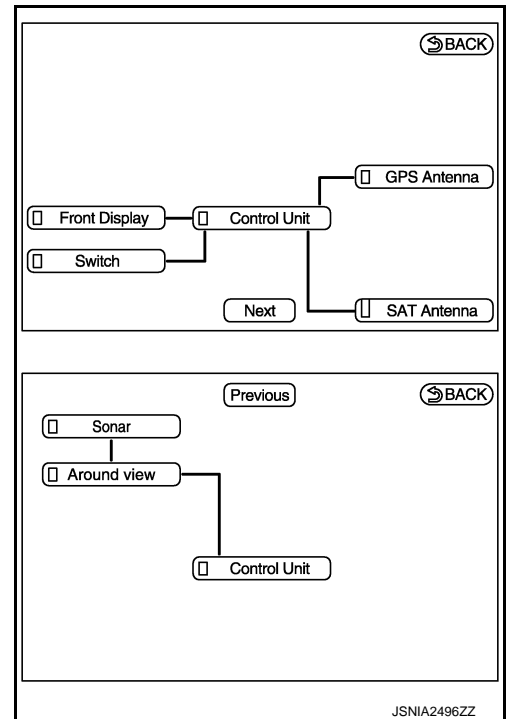 BACK
GPS Antenna
Front Display
Control Unit
Switch
Next
SAT Antenna
Previous
BACK
Sonar
Around view
Control Unit
JSNIA2496ZZ